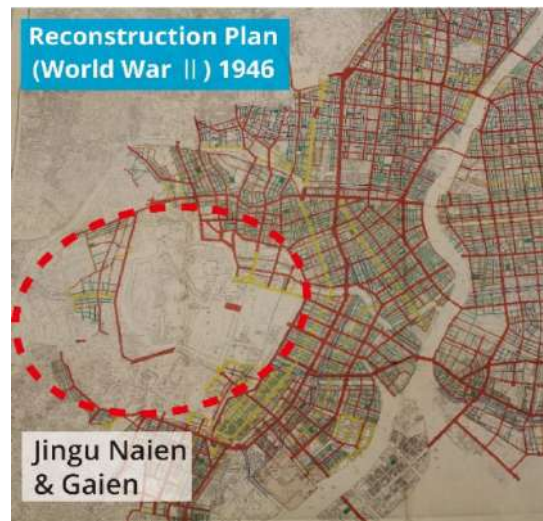 Reconstruction Plan
(World War Ⅱ) 1946
Jingu Naien
& Gaien